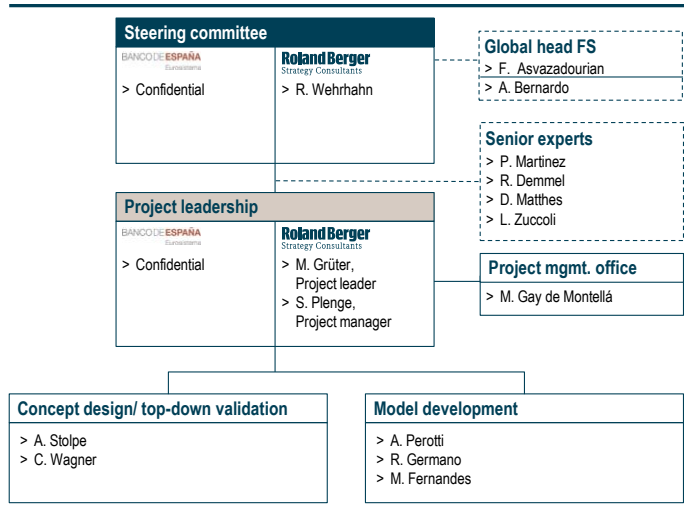 Steering committee
BANCO DE ESPAÑA
Eurosistema
> Confidential
Roland Berger
Strategy Consultants
> R. Wehrhahn
Global head FS
> F. Asvazadourian
> A. Bernardo
Senior experts
> P. Martinez
> R. Demmel
> D. Matthes
> L. Zuccoli
Project leadership
BANCO DE ESPAÑA
Eurosistema
> Confidential
Roland Berger
Strategy Consultants
> M. Grüter,
Project leader
> S. Plenge,
Project manager
Project mgmt. office
> M. Gay de Montellá
Concept design/ top-down validation
> A. Stolpe
> C. Wagner
Model development
> A. Perotti
> R. Germano
> M. Fernandes